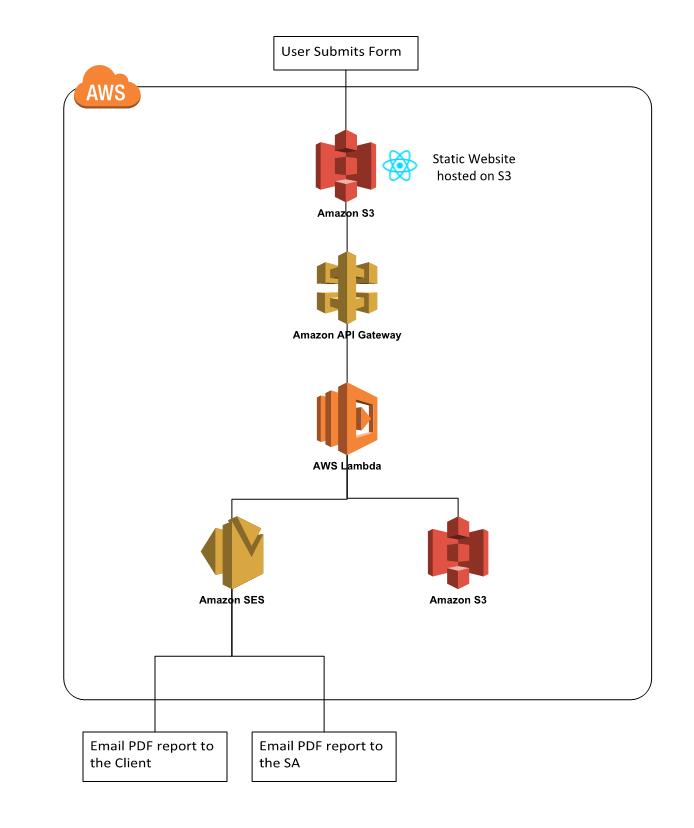 User Submits Form
AWS
Static Website
hosted on S3
Amazon S3
Amazon API Gateway
AWS Lambda
Amazon SES
Amazon S3
Email PDF report to
the Client
Email PDF report to
the SA